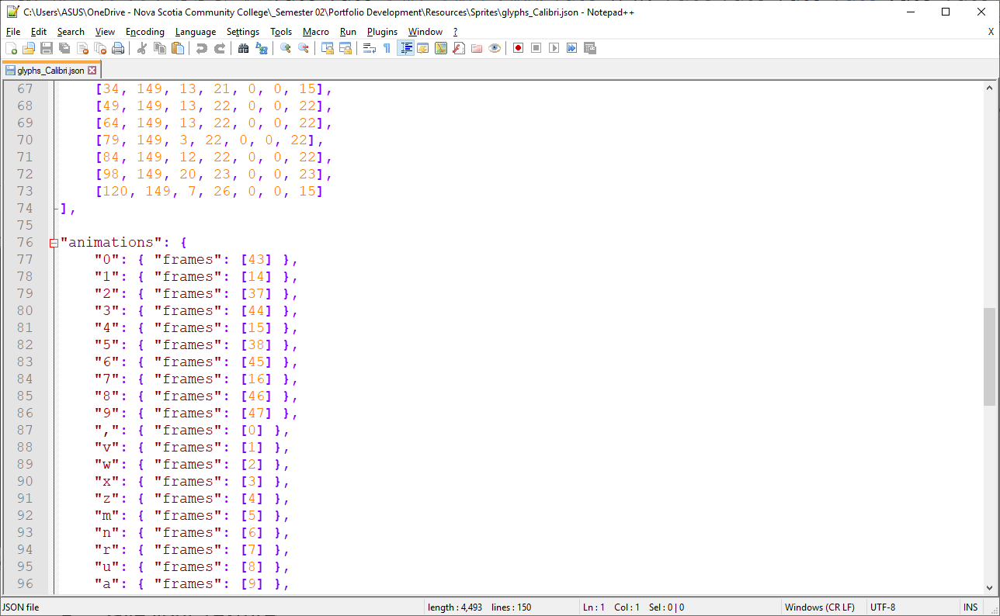 C:\Users\ASUS\OneDrive - Nova Scotia Community College\_Semester 02\Portfolio Development\Resources\Sprites\glyphs_Calibri.json - Notepad++
File Edit Search View Encoding Language Settings Tools Macro Run Plugins Window ? X
glyphs_Calibri.json
67 [34, 149, 13, 21, 0, 0, 15],
68 [49, 149, 13, 22, 0, 0, 22],
69 [64, 149, 13, 22, 0, 0, 22],
70 [79, 149, 3, 22, 0, 0, 22],
71 [84, 149, 12, 22, 0, 0, 22],
72 [98, 149, 20, 23, 0, 0, 23],
73 [120, 149, 7, 26, 0, 0, 15]
74 ],
75
76 "animations": {
77 "0": { "frames": [43] },
78 "1": { "frames": [14] },
79 "2": { "frames": [37] },
80 "3": { "frames": [44] },
81 "4": { "frames": [15] },
82 "5": { "frames": [38] },
83 "6": { "frames": [45] },
84 "7": { "frames": [16] },
85 "8": { "frames": [46] },
86 "9": { "frames": [47] },
87 ",": { "frames": [0] },
88 "v": { "frames": [1] },
89 "w": { "frames": [2] },
90 "x": { "frames": [3] },
91 "z": { "frames": [4] },
92 "m": { "frames": [5] },
93 "n": { "frames": [6] },
94 "r": { "frames": [7] },
95 "u": { "frames": [8] },
96 "a": { "frames": [9] },
JSON file length : 4,493 lines : 150 Ln : 1 Col : 1 Sel : 0 | 0 Windows (CR LF) UTF-8 INS